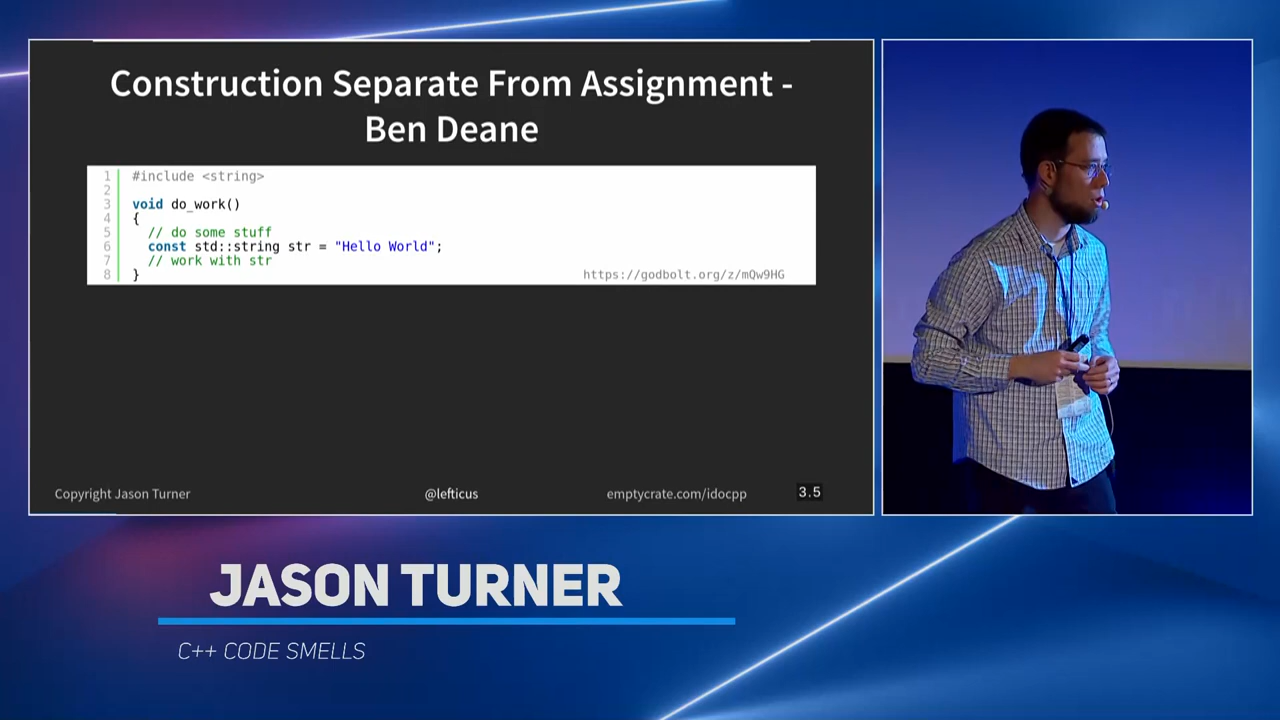 Construction Separate From Assignment -
Ben Deane
1 #include <string>
2
3 void do_work()
4 {
5   // do some stuff
6   const std::string str = "Hello World";
7   // work with str
8 }
https://godbolt.org/z/mQw9HG
Copyright Jason Turner
@lefticus
emptycrate.com/idocpp
3.5
JASON TURNER
C++ CODE SMELLS